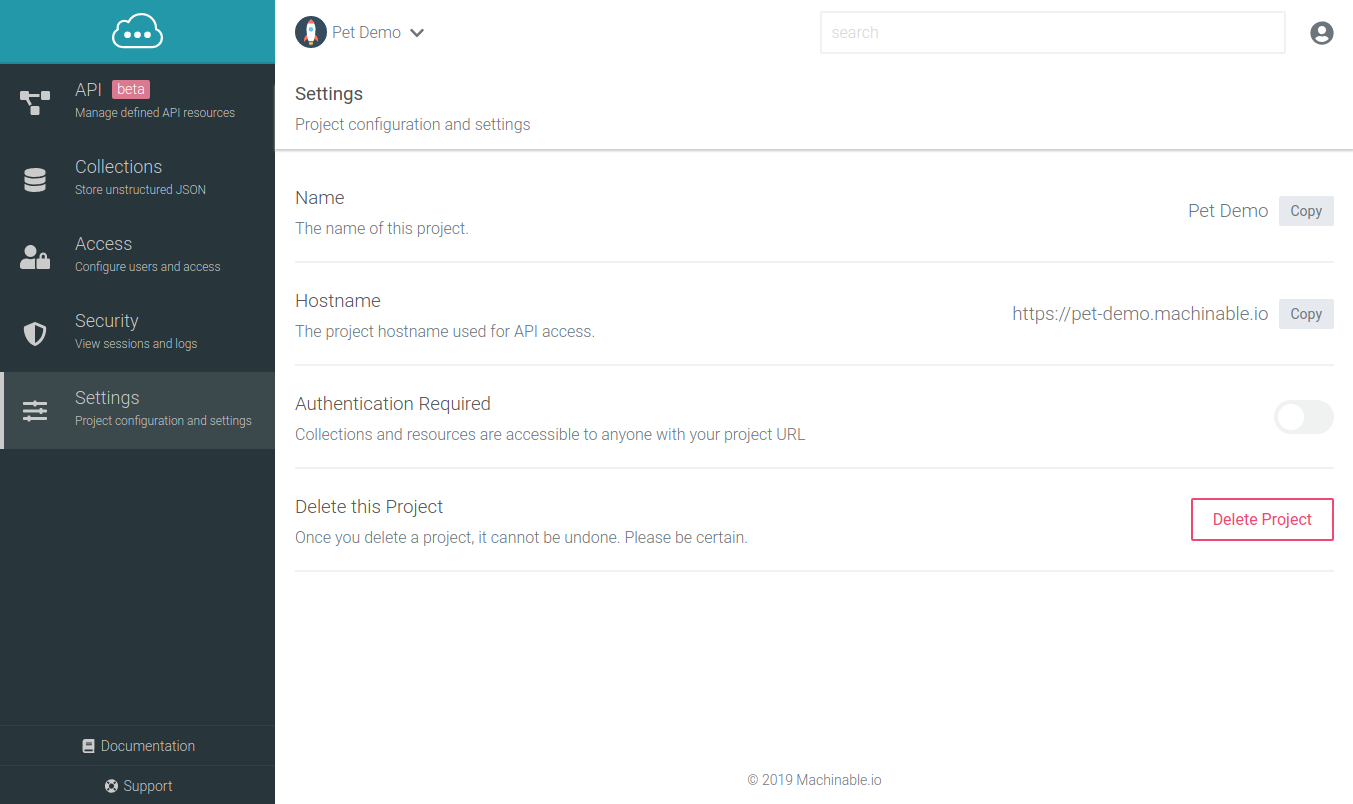 API beta
Manage defined API resources
Collections
Store unstructured JSON
Access
Configure users and access
Security
View sessions and logs
Settings
Project configuration and settings
Documentation
Support
Pet Demo
search
Settings
Project configuration and settings
Name
The name of this project.
Pet Demo Copy
Hostname
The project hostname used for API access.
https://pet-demo.machinable.io Copy
Authentication Required
Collections and resources are accessible to anyone with your project URL
Delete this Project
Once you delete a project, it cannot be undone. Please be certain.
Delete Project
© 2019 Machinable.io